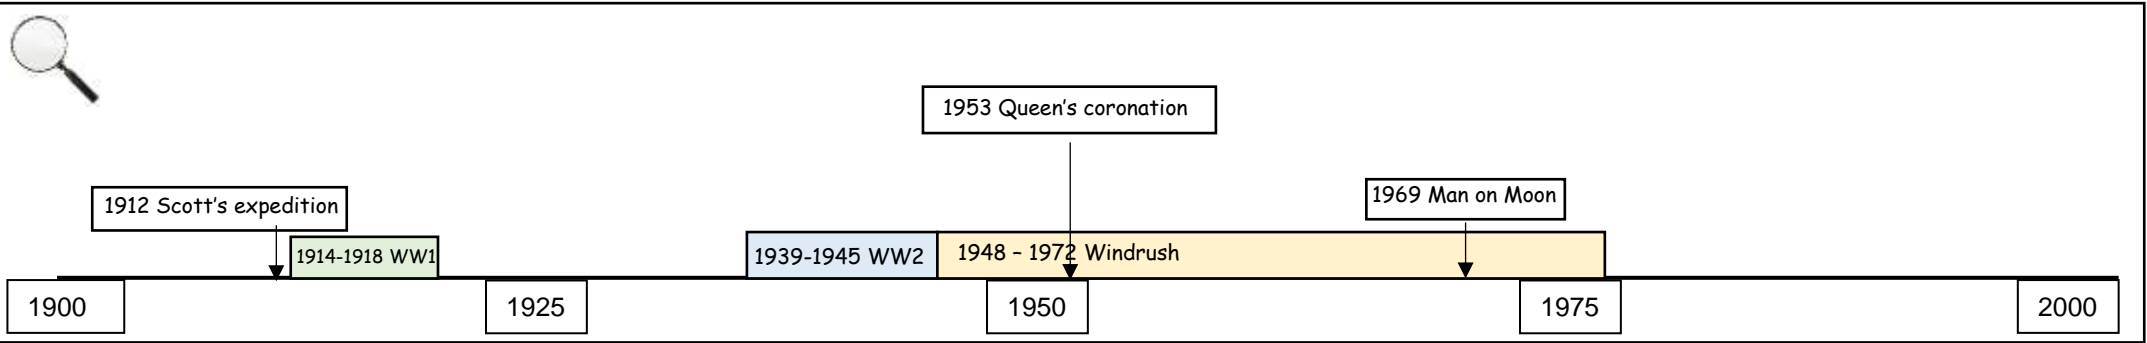 1953 Queen's coronation
1912 Scott's expedition
1969 Man on Moon
1914-1918 WW1
1939-1945 WW2
1948 – 1972 Windrush
1900
1925
1950
1975
2000